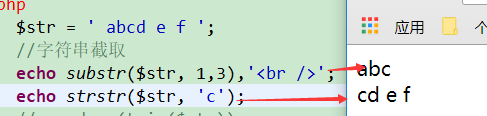 php
$str = ' abcd e f ';
//字符串截取
echo substr($str, 1,3),'<br />';
echo strstr($str, 'c');
应用
abc
cd e f